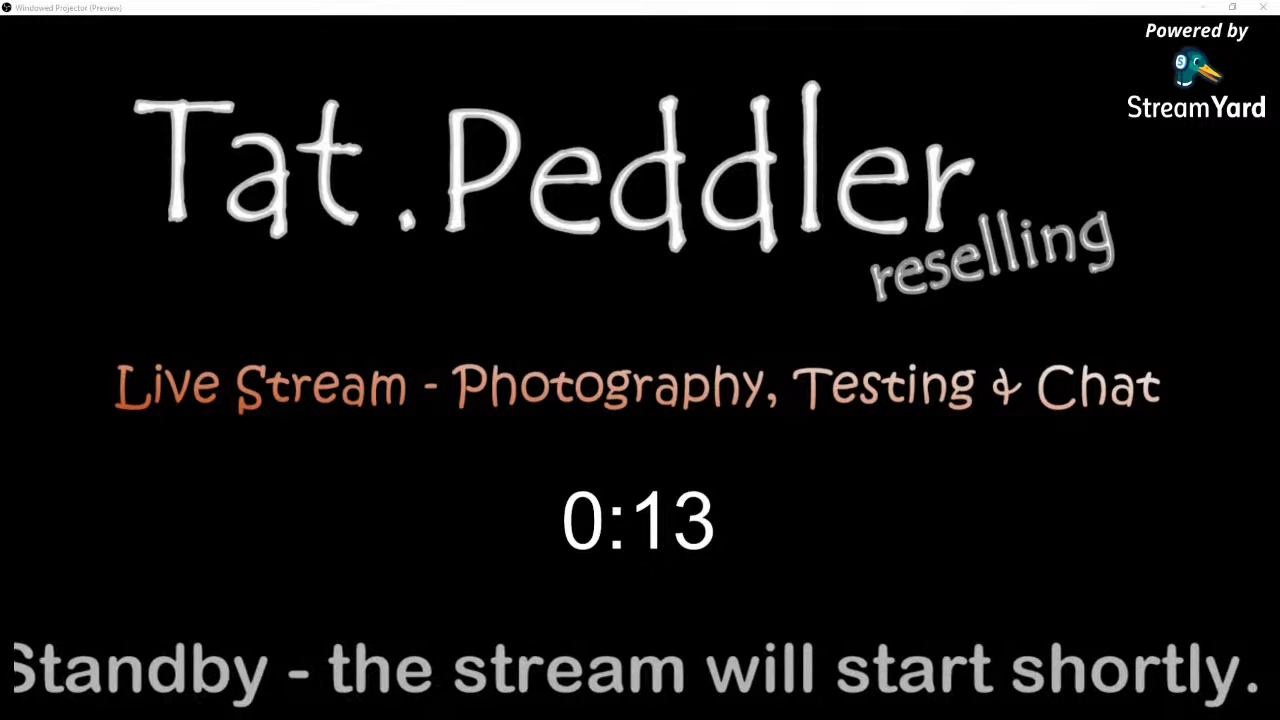 Windowed Projector (Preview)
Powered by
StreamYard
Tat.Peddler
reselling
Live Stream - Photography, Testing & Chat
0:13
Standby - the stream will start shortly.